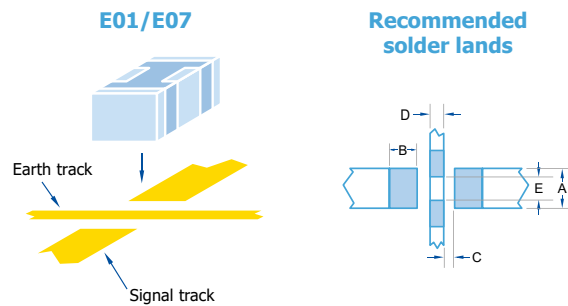 E01/E07
Recommended
solder lands
D
B
Earth track
E
A
C
Signal track